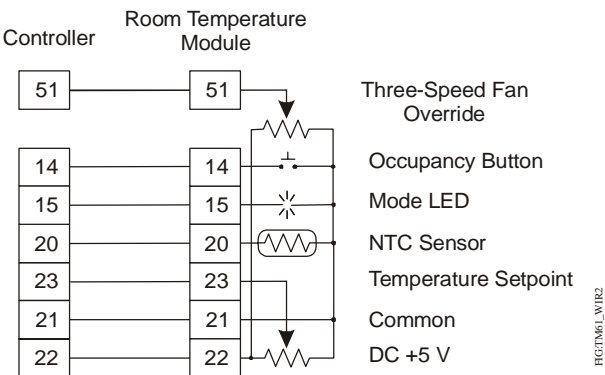 Room Temperature
Controller Module
51 51 Three-Speed Fan
Override
14 14 Occupancy Button
15 15 Mode LED
20 20 NTC Sensor
23 23 Temperature Setpoint
21 21 Common
22 22 DC +5 V
FIG:TM61_WIR2